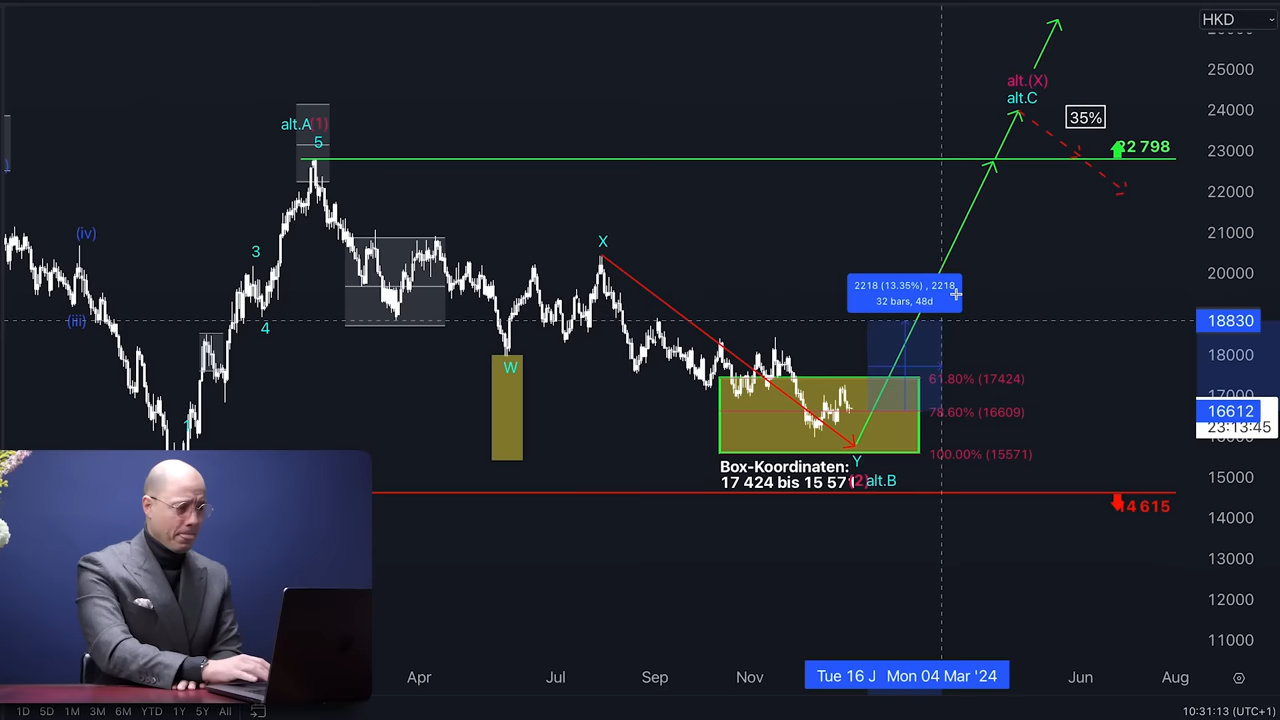 HKD
25000
24000
23000
22000
21000
20000
18830
18000
17000
16612
23:13:45
15000
14000
13000
12000
11000
alt.(X)
alt.C
35%
22 798
alt.A (1)
5
3
4
1
(iv)
(iii)
X
W
2218 (13.35%) , 2218
32 bars, 48d
61.80% (17424)
78.60% (16609)
100.00% (15571)
Y
Box-Koordinaten:
17 424 bis 15 571
(2) alt.B
14 615
Apr
Jul
Sep
Nov
Tue 16 J
Mon 04 Mar '24
Jun
Aug
1D 5D 1M 3M 6M YTD 1Y 5Y All
10:31:13 (UTC+1)